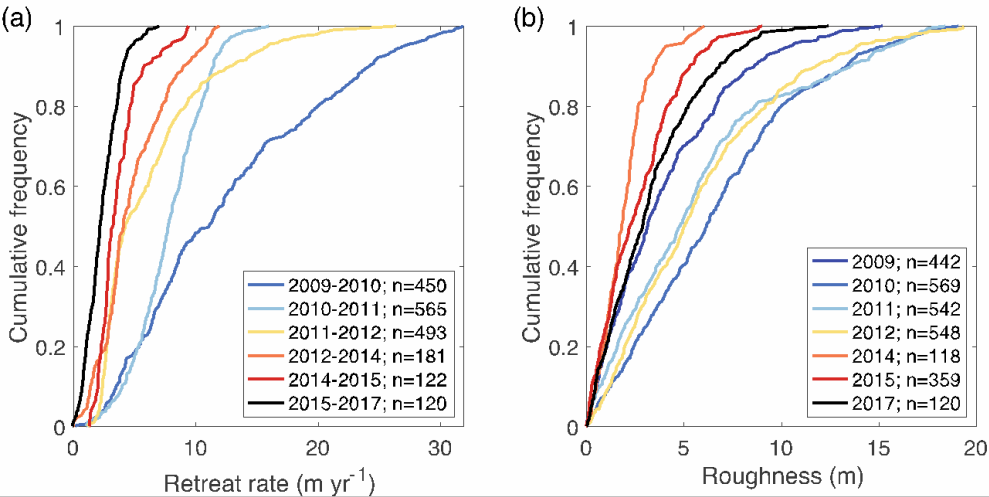 (a)
Cumulative frequency
1
0.8
0.6
0.4
0.2
0
0 10 20 30
Retreat rate (m yr-1)
2009-2010; n=450
2010-2011; n=565
2011-2012; n=493
2012-2014; n=181
2014-2015; n=122
2015-2017; n=120
(b)
Cumulative frequency
1
0.8
0.6
0.4
0.2
0
0 5 10 15 20
Roughness (m)
2009; n=442
2010; n=569
2011; n=542
2012; n=548
2014; n=118
2015; n=359
2017; n=120